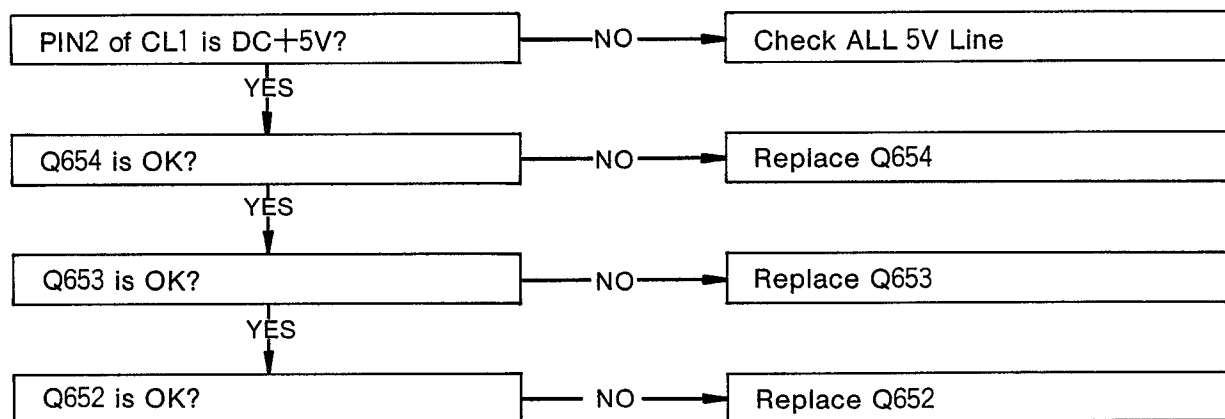 PIN2 of CL1 is DC+5V?
NO
Check ALL 5V Line
YES
Q654 is OK?
NO
Replace Q654
YES
Q653 is OK?
NO
Replace Q653
YES
Q652 is OK?
NO
Replace Q652